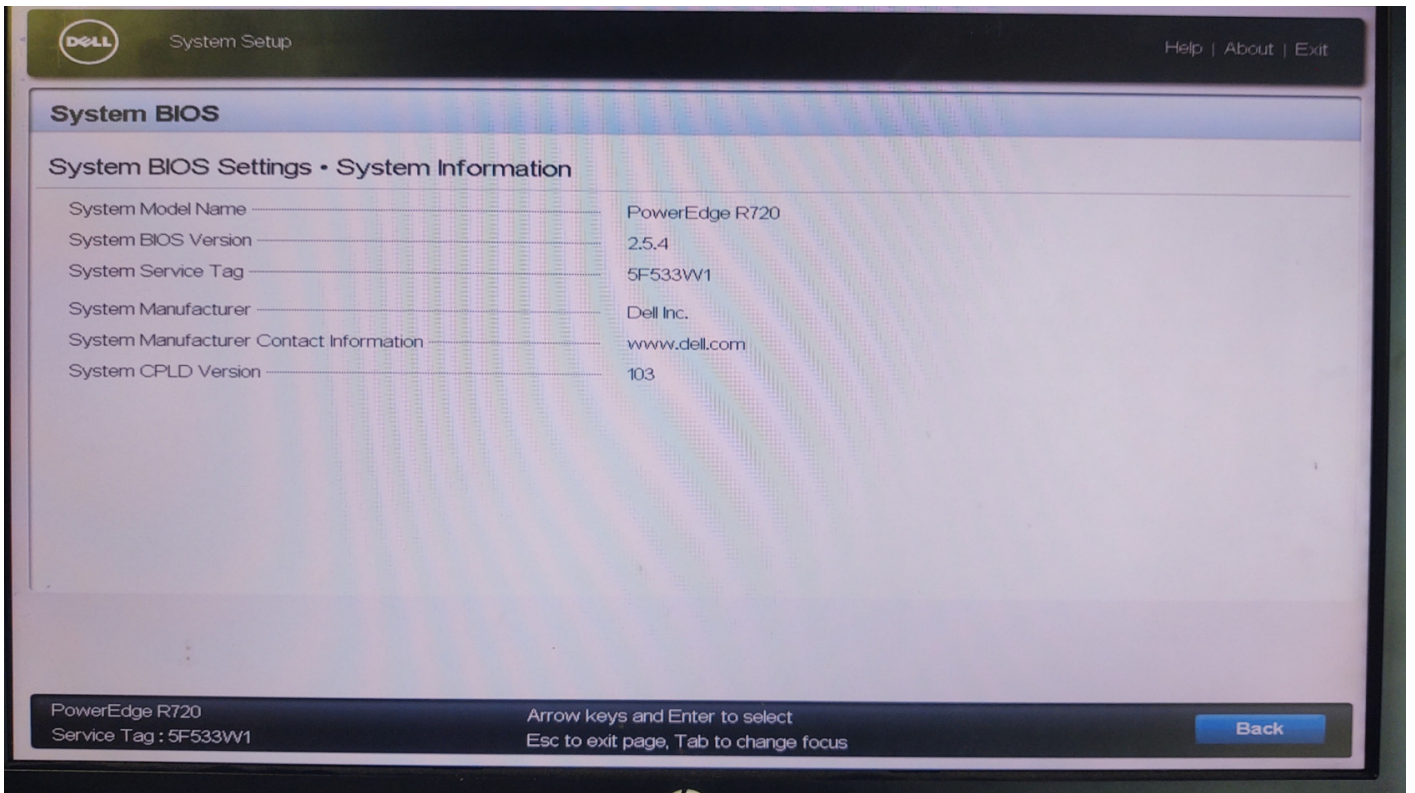 DELL System Setup Help | About | Exit
System BIOS
System BIOS Settings • System Information
System Model Name PowerEdge R720
System BIOS Version 2.5.4
System Service Tag 5F533W1
System Manufacturer Dell Inc.
System Manufacturer Contact Information www.dell.com
System CPLD Version 103
PowerEdge R720
Service Tag : 5F533W1
Arrow keys and Enter to select
Esc to exit page, Tab to change focus
Back